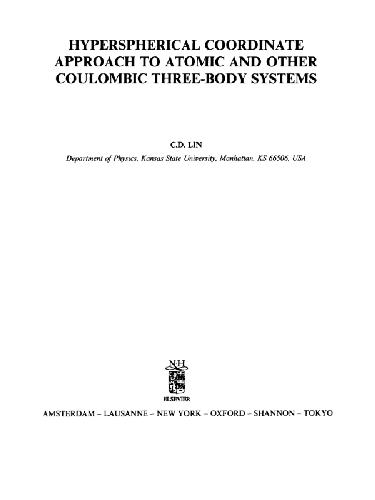 HYPERSPHERICAL COORDINATE
APPROACH TO ATOMIC AND OTHER
COULOMBIC THREE-BODY SYSTEMS
C.D. LIN
Department of Physics, Kansas State University, Manhattan, KS 66506, USA
NH
ELSEVIER
AMSTERDAM – LAUSANNE – NEW YORK – OXFORD – SHANNON – TOKYO